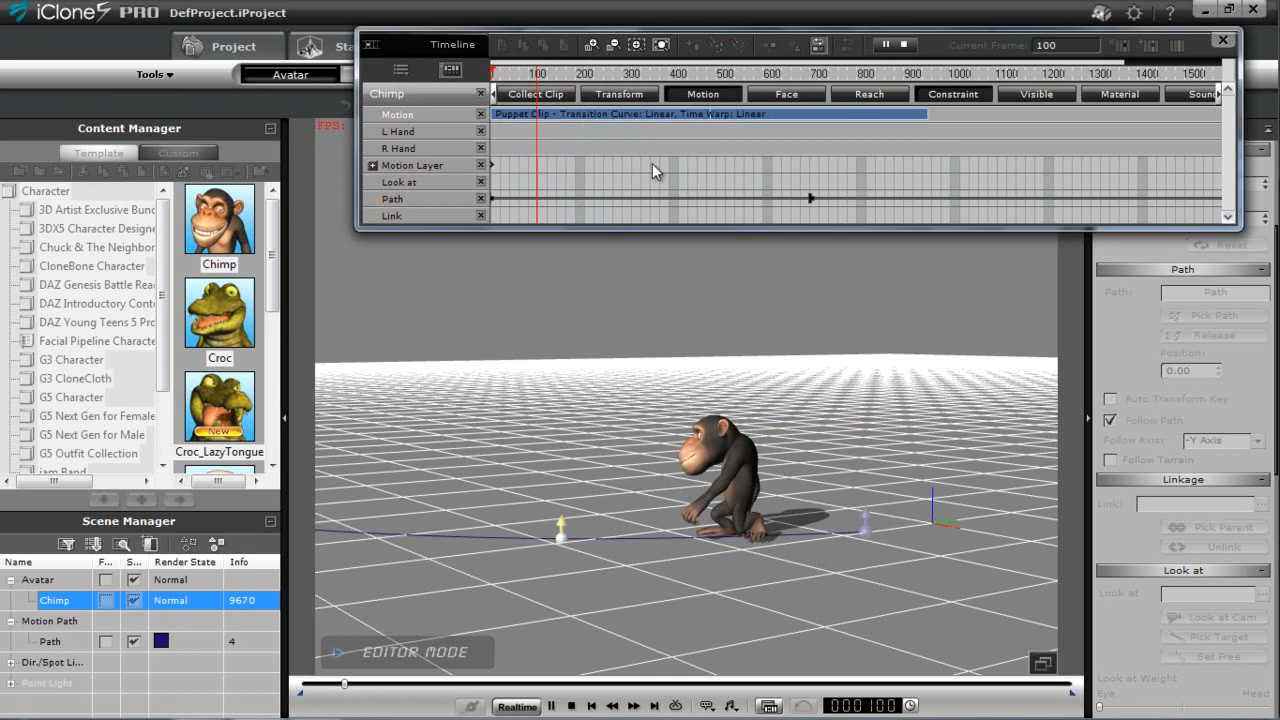 iClone5 PRO DefProject.iProject
Project Sta
Tools Avatar
Content Manager
Template Custom
Character
3D Artist Exclusive Bund
3DX5 Character Designe
Chuck & The Neighbor
CloneBone Character
DAZ Genesis Battle Rea
DAZ Introductory Conte
DAZ Young Teens 5 Pro
Facial Pipeline Characte
G3 Character
G3 CloneCloth
G5 Character
G5 Next Gen for Female
G5 Next Gen for Male
G5 Outfit Collection
iam Band
Chimp
Croc
New
Croc_LazyTongue
Scene Manager
Name F... S... Render State Info
Avatar Normal
Chimp Normal 9670
Motion Path
Path 4
Dir./Spot Li...
Point Light
FPS:
Timeline Current Frame: 100
100 200 300 400 500 600 700 800 900 1000 1100 1200 1300 1400 1500
Chimp Collect Clip Transform Motion Face Reach Constraint Visible Material Sound
Motion Puppet Clip - Transition Curve: Linear, Time Warp: Linear
L Hand
R Hand
Motion Layer
Look at
Path
Link
EDITOR MODE
Realtime 000100
Reset
Path
Path: Path
Pick Path
Release
Position:
0.00
Auto Transform Key
Follow Path
Follow Axis: -Y Axis
Follow Terrain
Linkage
Link:
Pick Parent
Unlink
Look at
Look at:
Look at Cam
Pick Target
Set Free
Look at Weight
Eye Head